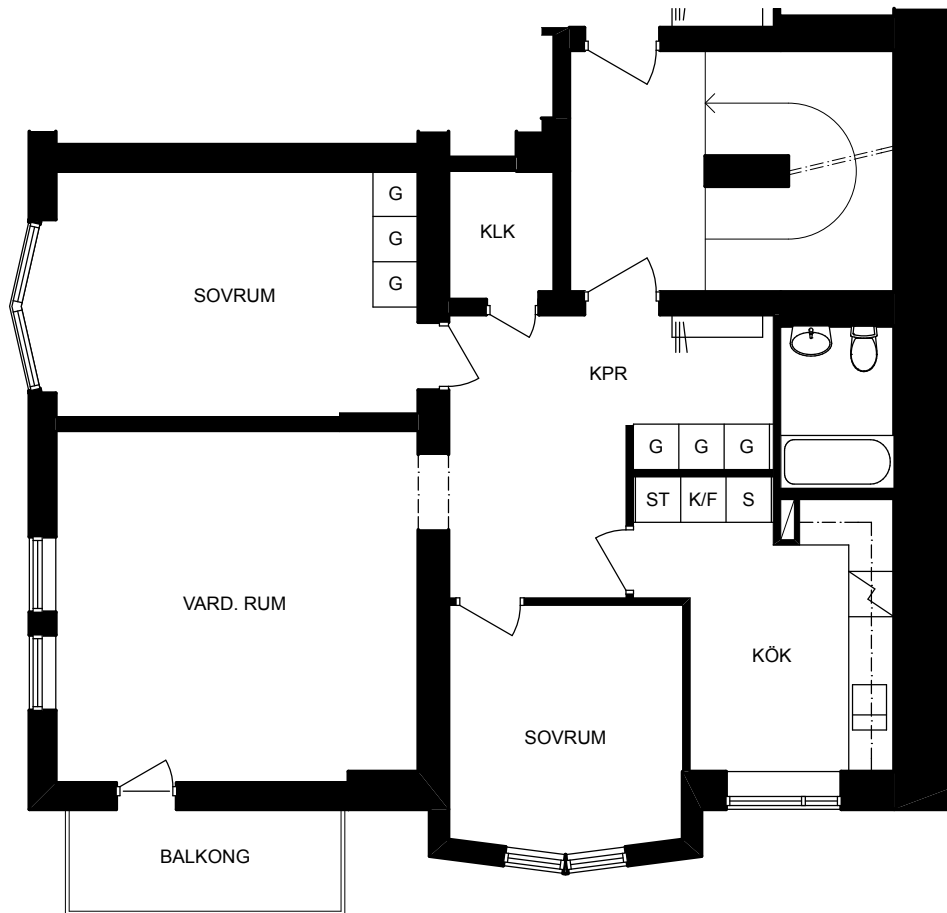 G
KLK
G
G
SOVRUM
KPR
G G G
ST K/F S
VARD. RUM
KÖK
SOVRUM
BALKONG